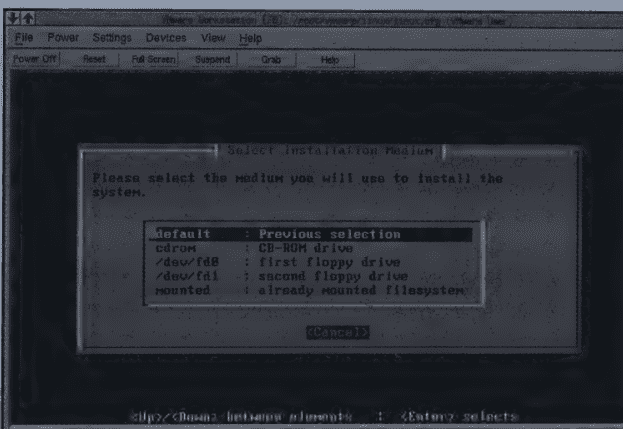 File Power Settings Devices View Help
Power Off Reset Full Screen Suspend Grab Help
Select Installation Medium
Please select the medium you will use to install the
system.
default : Previous selection
cdrom : CD-ROM drive
/dev/fd0 : first floppy drive
/dev/fd1 : second floppy drive
mounted : already mounted filesystem
<Cancel>
<Up>/<Down> between elements : <Enter> selects